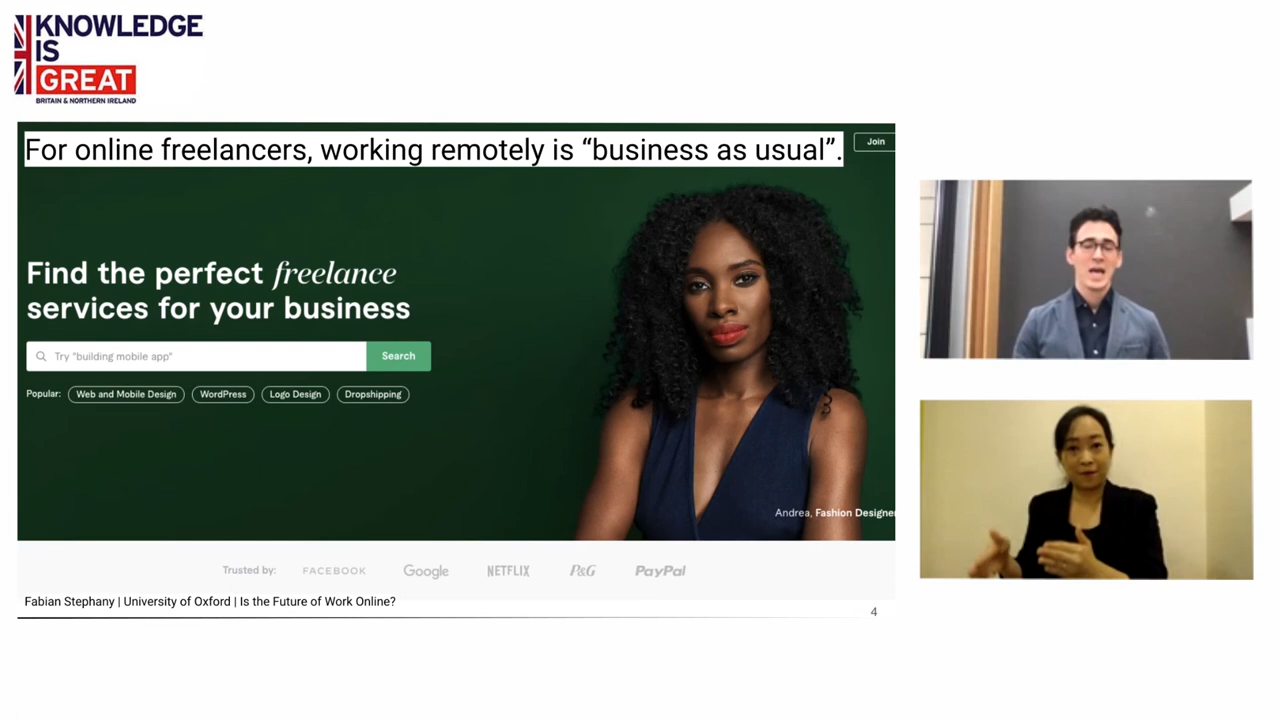 KNOWLEDGE
IS
GREAT
BRITAIN & NORTHERN IRELAND
For online freelancers, working remotely is “business as usual”.
Join
Find the perfect freelance
services for your business
Try "building mobile app"
Search
Popular:
Web and Mobile Design
WordPress
Logo Design
Dropshipping
Andrea, Fashion Designer
Trusted by:
FACEBOOK
Google
NETFLIX
P&G
PayPal
Fabian Stephany | University of Oxford | Is the Future of Work Online?
4